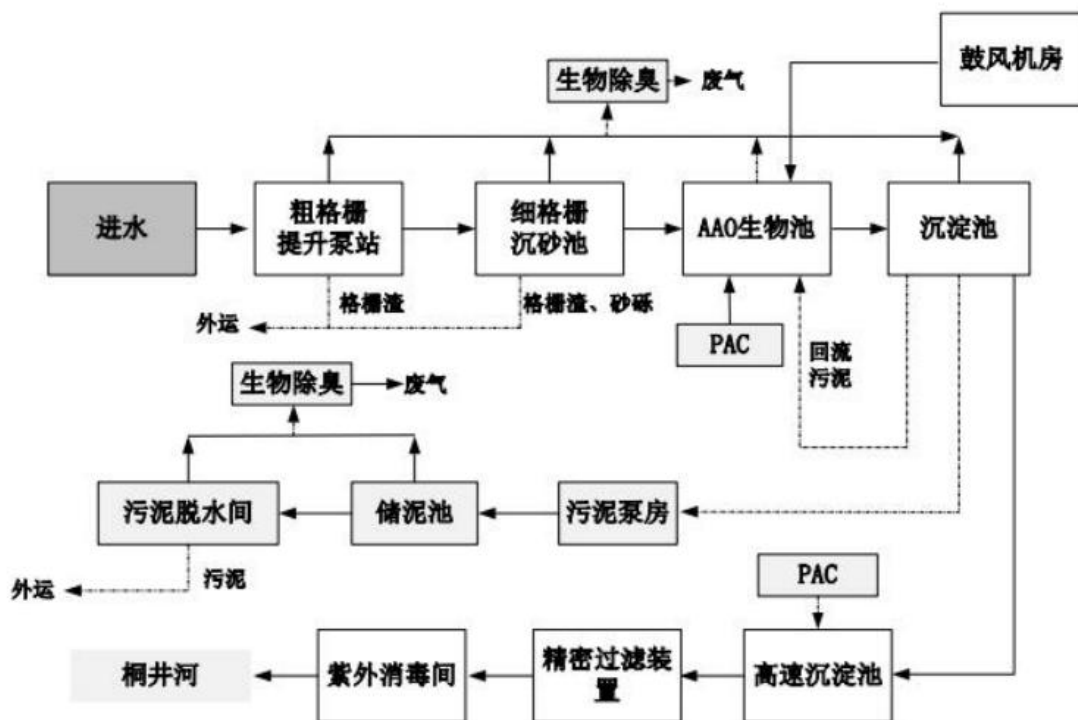 鼓风机房
生物除臭
废气
进水
粗格栅
提升泵站
细格栅
沉砂池
AAO生物池
沉淀池
格栅渣
格栅渣、砂砾
外运
PAC
回流
污泥
生物除臭
废气
污泥脱水间
储泥池
污泥泵房
污泥
外运
PAC
桐井河
紫外消毒间
精密过滤装
置
高速沉淀池